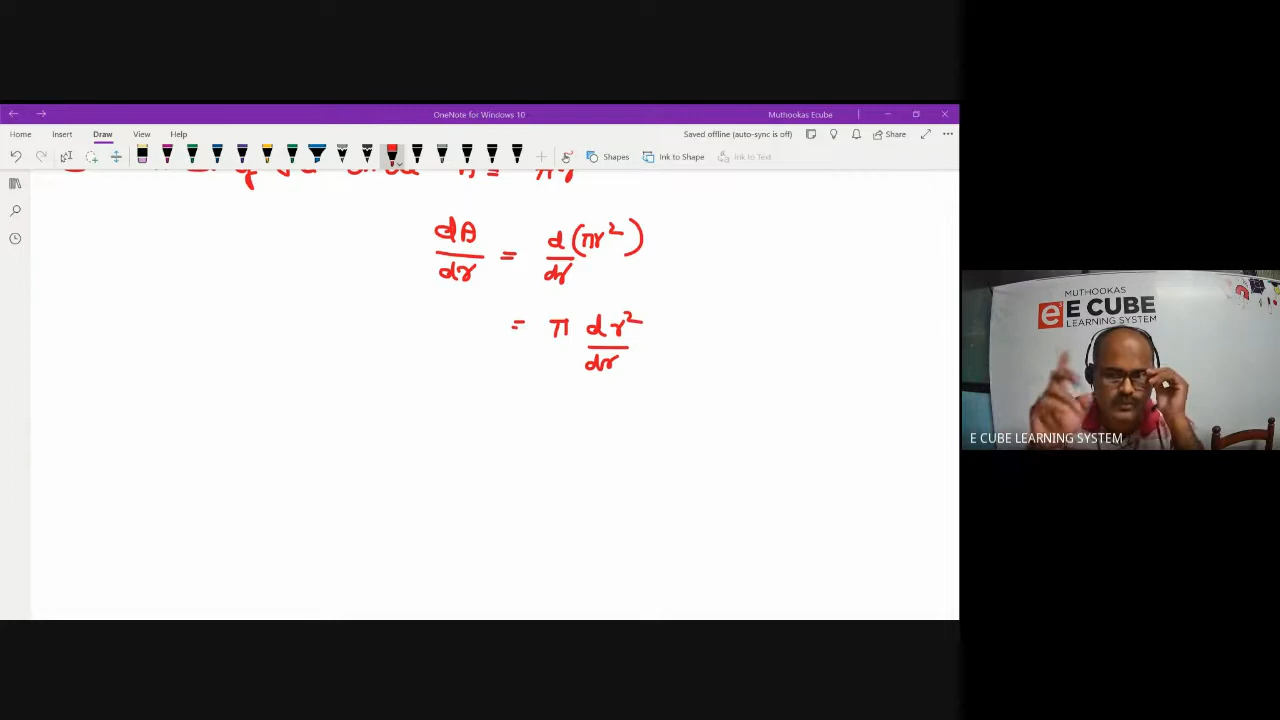 OneNote for Windows 10
Muthookas Ecube
Home Insert Draw View Help
Saved offline (auto-sync is off) Share
Shapes Ink to Shape Ink to Text
circle A =
dA/dr = d/dr (πr²)
= π dr²/dr
MUTHOOKAS
e³ E CUBE
LEARNING SYSTEM
E CUBE LEARNING SYSTEM